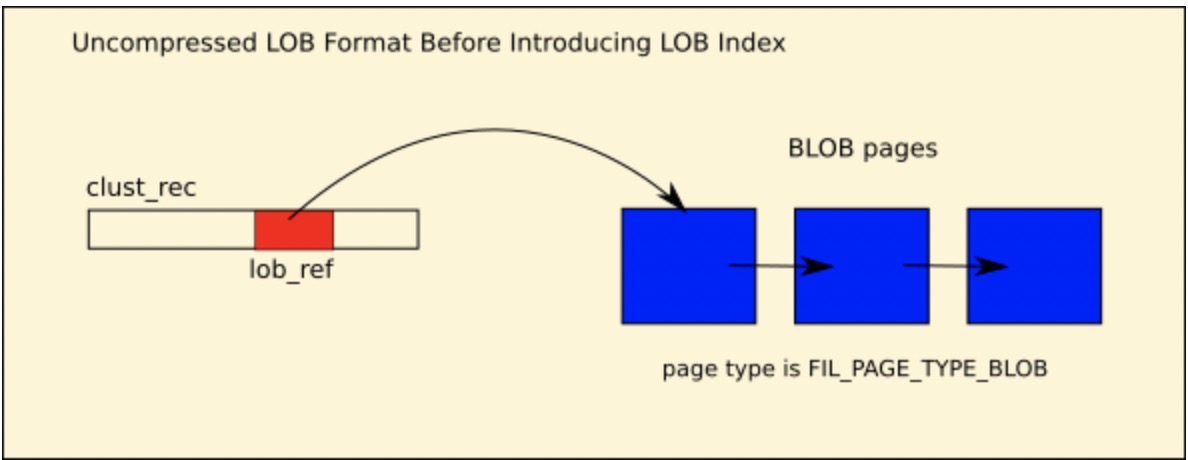 Uncompressed LOB Format Before Introducing LOB Index
BLOB pages
clust_rec
lob_ref
page type is FIL_PAGE_TYPE_BLOB